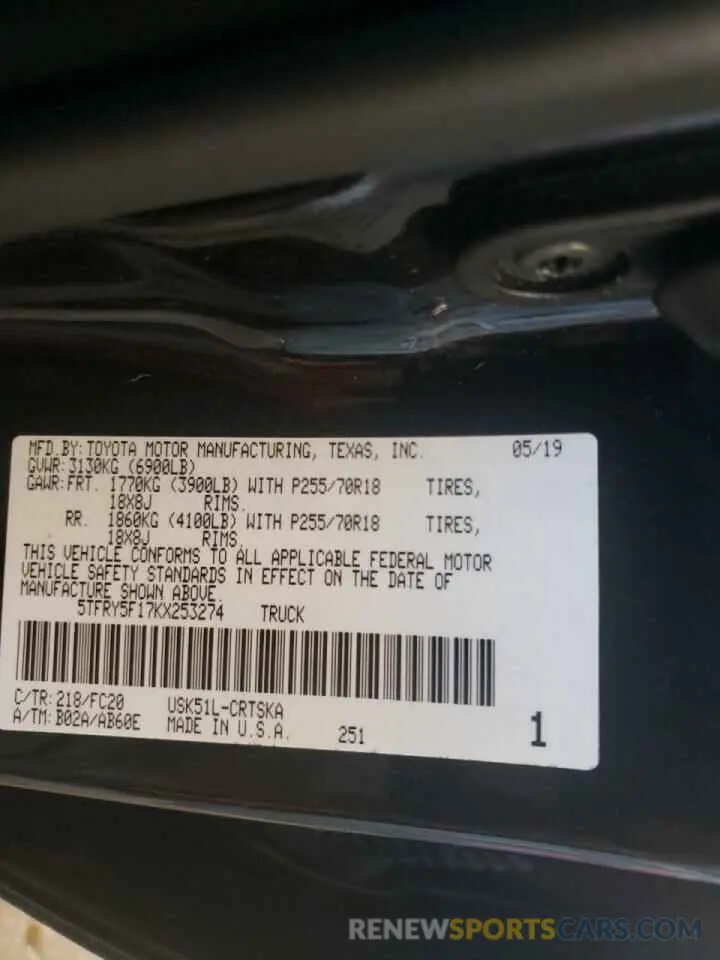 MFD.BY: TOYOTA MOTOR MANUFACTURING, TEXAS, INC. 05/19
GVWR: 3130KG (6900LB)
GAWR: FRT. 1770KG (3900LB) WITH P255/70R18 TIRES,
18X8J RIMS.
RR. 1860KG (4100LB) WITH P255/70R18 TIRES,
18X8J RIMS.
THIS VEHICLE CONFORMS TO ALL APPLICABLE FEDERAL MOTOR
VEHICLE SAFETY STANDARDS IN EFFECT ON THE DATE OF
MANUFACTURE SHOWN ABOVE.
5TFRY5F17KX253274 TRUCK
C/TR: 218/FC20 USK51L-CRTSKA
A/TM: B02A/AB60E MADE IN U.S.A. 251 1
RENEWSPORTSCARS.COM